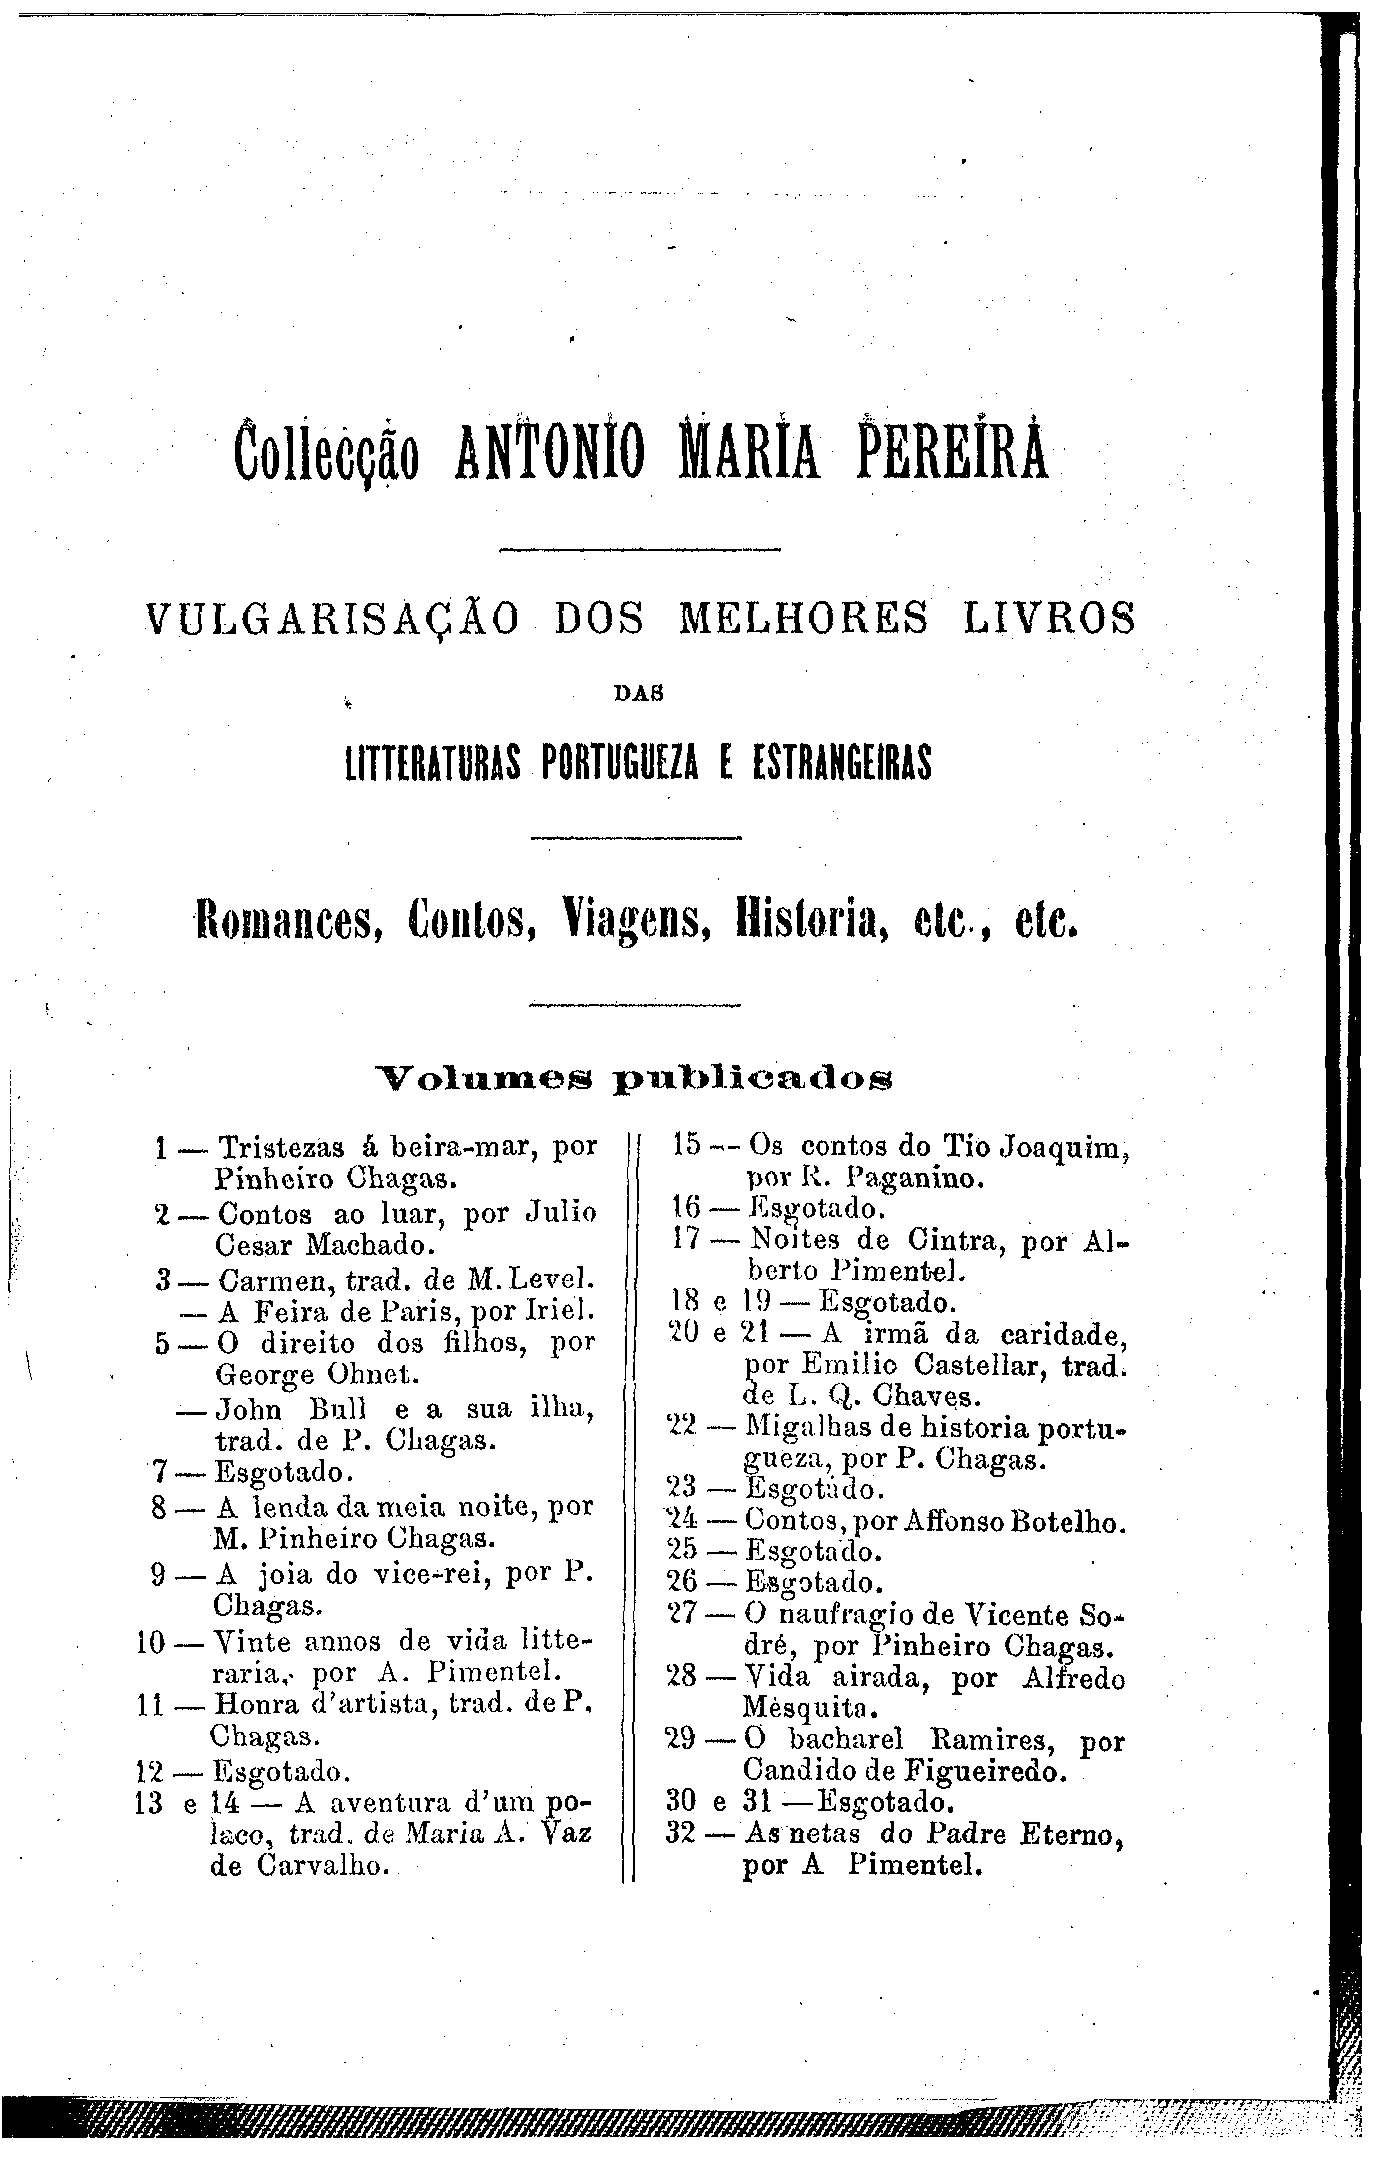 Collecção ANTONIO MARIA PEREIRA
VULGARISAÇÃO DOS MELHORES LIVROS
DAS
LITTERATURAS PORTUGUEZA E ESTRANGEIRAS
Romances, Contos, Viagens, Historia, etc., etc.
Volumes publicados
1 — Tristezas á beira-mar, por
Pinheiro Chagas.
2 — Contos ao luar, por Julio
Cesar Machado.
3 — Carmen, trad. de M. Level.
— A Feira de Paris, por Iriel.
5 — O direito dos filhos, por
George Ohnet.
— John Bull e a sua ilha,
trad. de P. Chagas.
7 — Esgotado.
8 — A lenda da meia noite, por
M. Pinheiro Chagas.
9 — A joia do vice-rei, por P.
Chagas.
10 — Vinte annos de vida litte-
raria, por A. Pimentel.
11 — Honra d'artista, trad. de P.
Chagas.
12 — Esgotado.
13 e 14 — A aventura d'um po-
laco, trad. de Maria A. Vaz
de Carvalho.
15 — Os contos do Tio Joaquim,
por R. Paganino.
16 — Esgotado.
17 — Noites de Cintra, por Al-
berto Pimentel.
18 e 19 — Esgotado.
20 e 21 — A irmã da caridade,
por Emilio Castellar, trad.
de L. Q. Chaves.
22 — Migalhas de historia portu-
gueza, por P. Chagas.
23 — Esgotado.
24 — Contos, por Affonso Botelho.
25 — Esgotado.
26 — Esgotado.
27 — O naufragio de Vicente So-
dré, por Pinheiro Chagas.
28 — Vida airada, por Alfredo
Mesquita.
29 — O bacharel Ramires, por
Candido de Figueiredo.
30 e 31 — Esgotado.
32 — As netas do Padre Eterno,
por A Pimentel.